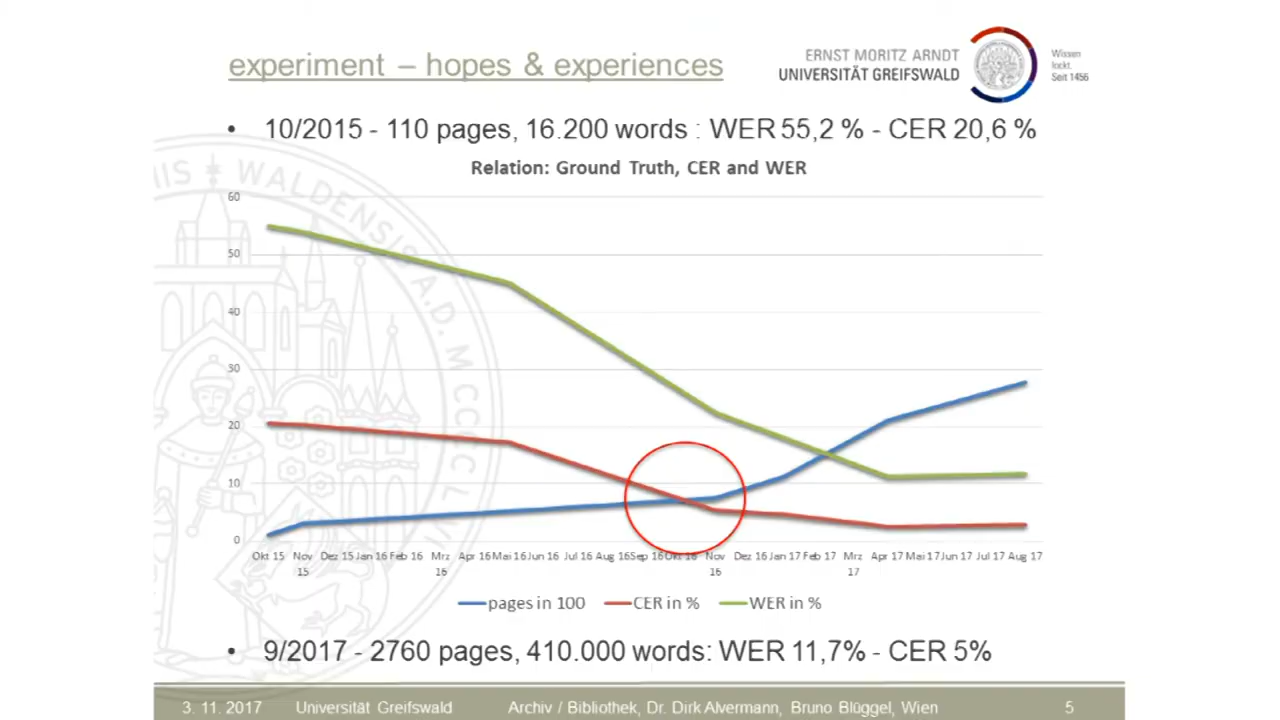 experiment – hopes & experiences
ERNST MORITZ ARNDT
UNIVERSITÄT GREIFSWALD
Wissen
lockt.
Seit 1456
• 10/2015 - 110 pages, 16.200 words : WER 55,2 % - CER 20,6 %
Relation: Ground Truth, CER and WER
60
50
40
30
20
10
0
Okt 15 Nov 15 Dez 15 Jan 16 Feb 16 Mrz 16 Apr 16 Mai 16 Jun 16 Jul 16 Aug 16 Sep 16 Okt 16 Nov 16 Dez 16 Jan 17 Feb 17 Mrz 17 Apr 17 Mai 17 Jun 17 Jul 17 Aug 17
pages in 100 CER in % WER in %
• 9/2017 - 2760 pages, 410.000 words: WER 11,7% - CER 5%
3. 11. 2017 Universität Greifswald Archiv / Bibliothek, Dr. Dirk Alvermann, Bruno Blüggel, Wien 5